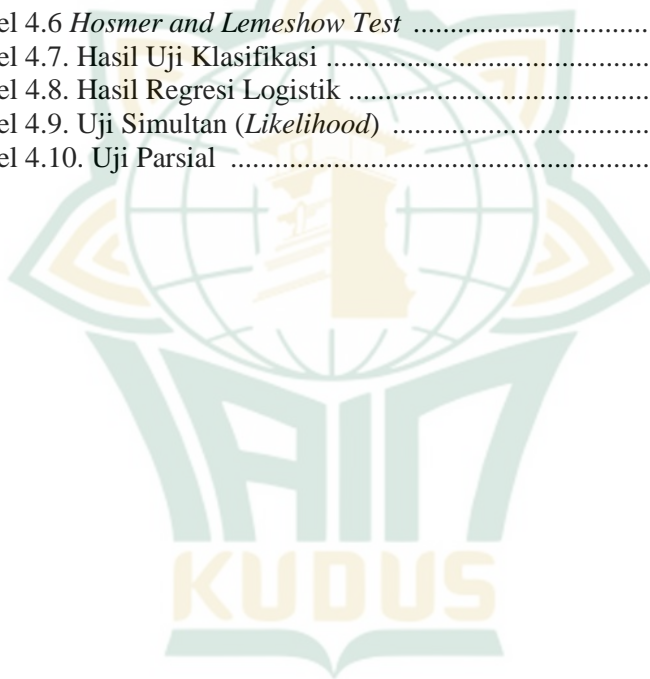 el 4.6 Hosmer and Lemeshow Test ................................
el 4.7. Hasil Uji Klasifikasi .............................................
el 4.8. Hasil Regresi Logistik ..........................................
el 4.9. Uji Simultan (Likelihood) ...................................
el 4.10. Uji Parsial ..........................................................
IAIN
KUDUS